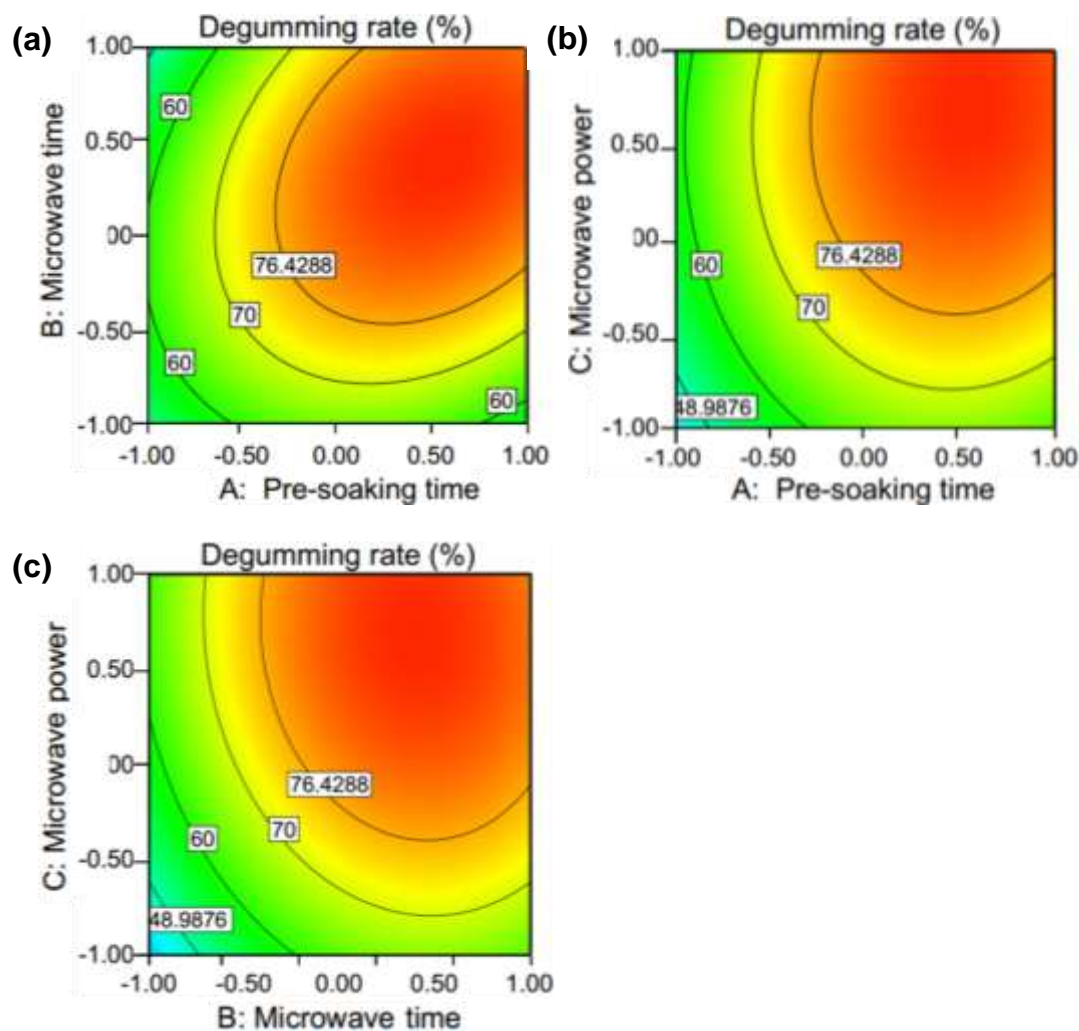 (a)
Degumming rate (%)
1.00
0.50
00
-0.50
-1.00
B: Microwave time
60
76.4288
70
60
60
-1.00 -0.50 0.00 0.50 1.00
A: Pre-soaking time
(b)
Degumming rate (%)
1.00
0.50
00
-0.50
-1.00
C: Microwave power
60
76.4288
70
48.9876
-1.00 -0.50 0.00 0.50 1.00
A: Pre-soaking time
(c)
Degumming rate (%)
1.00
0.50
00
-0.50
-1.00
C: Microwave power
76.4288
70
60
48.9876
-1.00 -0.50 0.00 0.50 1.00
B: Microwave time